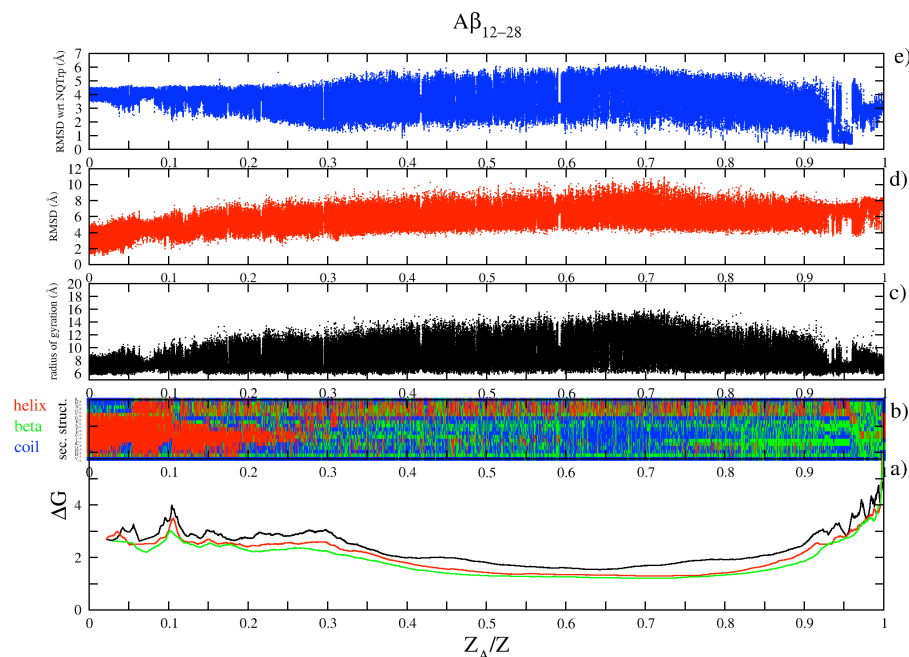 Aβ12−28
e)
RMSD wrt NQTrp (Å)
7
6
5
4
3
2
1
0
0 0.1 0.2 0.3 0.4 0.5 0.6 0.7 0.8 0.9 1
d)
RMSD (Å)
12
10
8
6
4
2
0
0 0.1 0.2 0.3 0.4 0.5 0.6 0.7 0.8 0.9 1
c)
radius of gyration (Å)
20
18
16
14
12
10
8
6
0 0.1 0.2 0.3 0.4 0.5 0.6 0.7 0.8 0.9 1
helix
beta
coil
sec. struct.
b)
0 0.1 0.2 0.3 0.4 0.5 0.6 0.7 0.8 0.9 1
a)
ΔG
4
2
0
0 0.1 0.2 0.3 0.4 0.5 0.6 0.7 0.8 0.9 1
ZA/Z